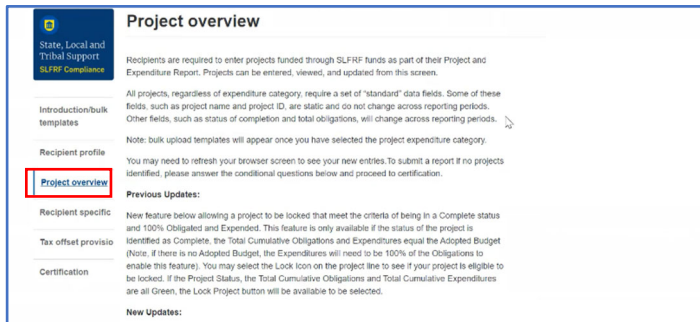 Project overview
State, Local and
Tribal Support
SLFRF Compliance
Recipients are required to enter projects funded through SLFRF funds as part of their Project and
Expenditure Report. Projects can be entered, viewed, and updated from this screen.
All projects, regardless of expenditure category, require a set of "standard" data fields. Some of these
fields, such as project name and project ID, are static and do not change across reporting periods.
Other fields, such as status of completion and total obligations, will change across reporting periods.
Note: bulk upload templates will appear once you have selected the project expenditure category.
You may need to refresh your browser screen to see your new entries.To submit a report if no projects
identified, please answer the conditional questions below and proceed to certification.
Previous Updates:
New feature below allowing a project to be locked that meet the criteria of being in a Complete status
and 100% Obligated and Expended. This feature is only available if the status of the project is
identified as Complete, the Total Cumulative Obligations and Expenditures equal the Adopted Budget
(Note, if there is no Adopted Budget, the Expenditures will need to be 100% of the Obligations to
enable this feature). You may select the Lock Icon on the project line to see if your project is eligible to
be locked. If the Project Status, the Total Cumulative Obligations and Total Cumulative Expenditures
are all Green, the Lock Project button will be available to be selected.
New Updates:
Introduction/bulk
templates
Recipient profile
Project overview
Recipient specific
Tax offset provisio
Certification